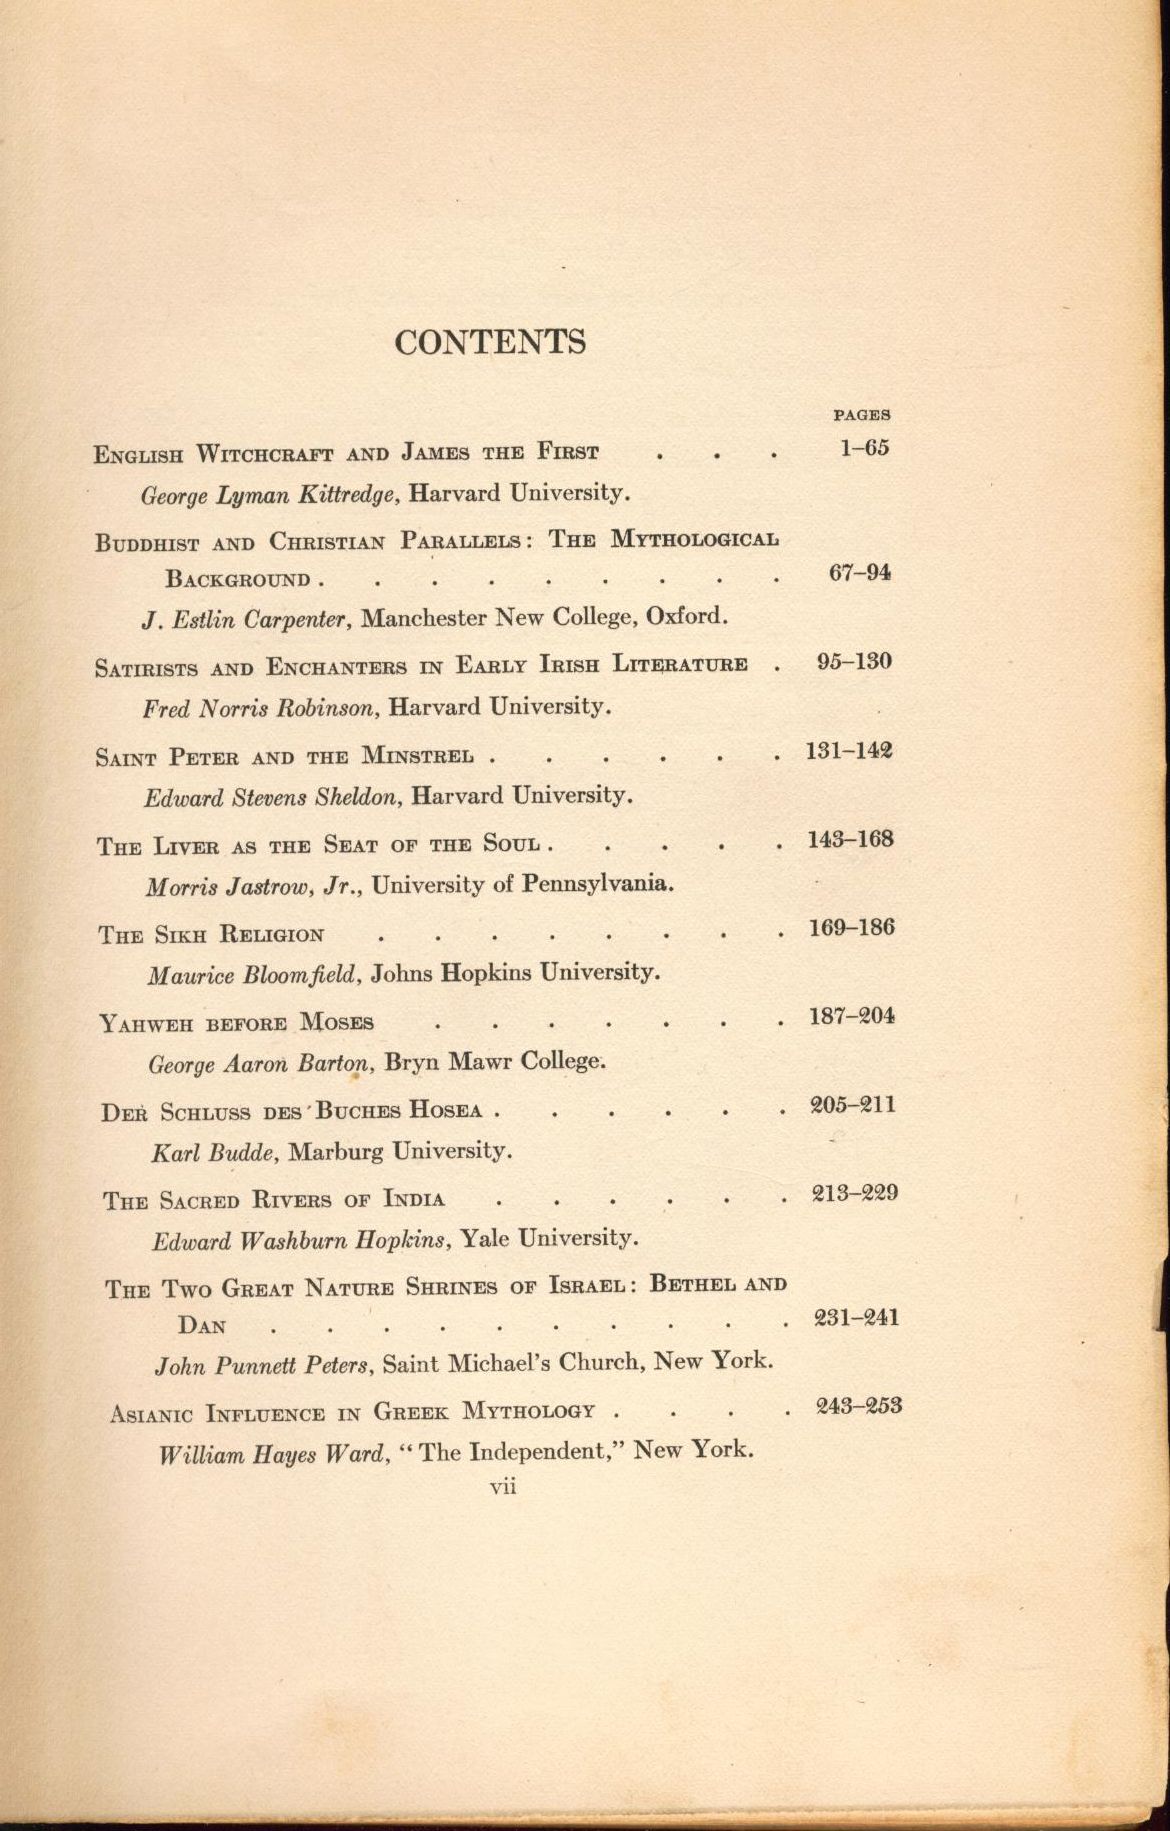 CONTENTS
PAGES
English Witchcraft and James the First . . . 1–65
George Lyman Kittredge, Harvard University.
Buddhist and Christian Parallels: The Mythological
Background . . . . . . . . . 67–94
J. Estlin Carpenter, Manchester New College, Oxford.
Satirists and Enchanters in Early Irish Literature . 95–130
Fred Norris Robinson, Harvard University.
Saint Peter and the Minstrel . . . . . . 131–142
Edward Stevens Sheldon, Harvard University.
The Liver as the Seat of the Soul . . . . . 143–168
Morris Jastrow, Jr., University of Pennsylvania.
The Sikh Religion . . . . . . . . 169–186
Maurice Bloomfield, Johns Hopkins University.
Yahweh before Moses . . . . . . . 187–204
George Aaron Barton, Bryn Mawr College.
Der Schluss des Buches Hosea . . . . . . 205–211
Karl Budde, Marburg University.
The Sacred Rivers of India . . . . . . 213–229
Edward Washburn Hopkins, Yale University.
The Two Great Nature Shrines of Israel: Bethel and
Dan . . . . . . . . . . 231–241
John Punnett Peters, Saint Michael's Church, New York.
Asianic Influence in Greek Mythology . . . . 243–253
William Hayes Ward, “The Independent,” New York.
vii